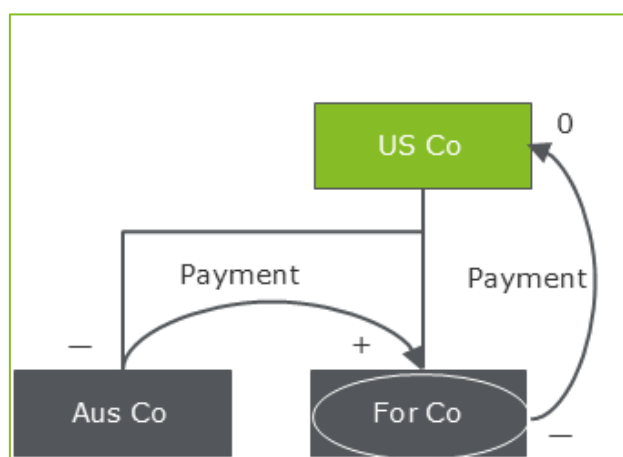 0
US Co
Payment
Payment
—
+
Aus Co
For Co
—